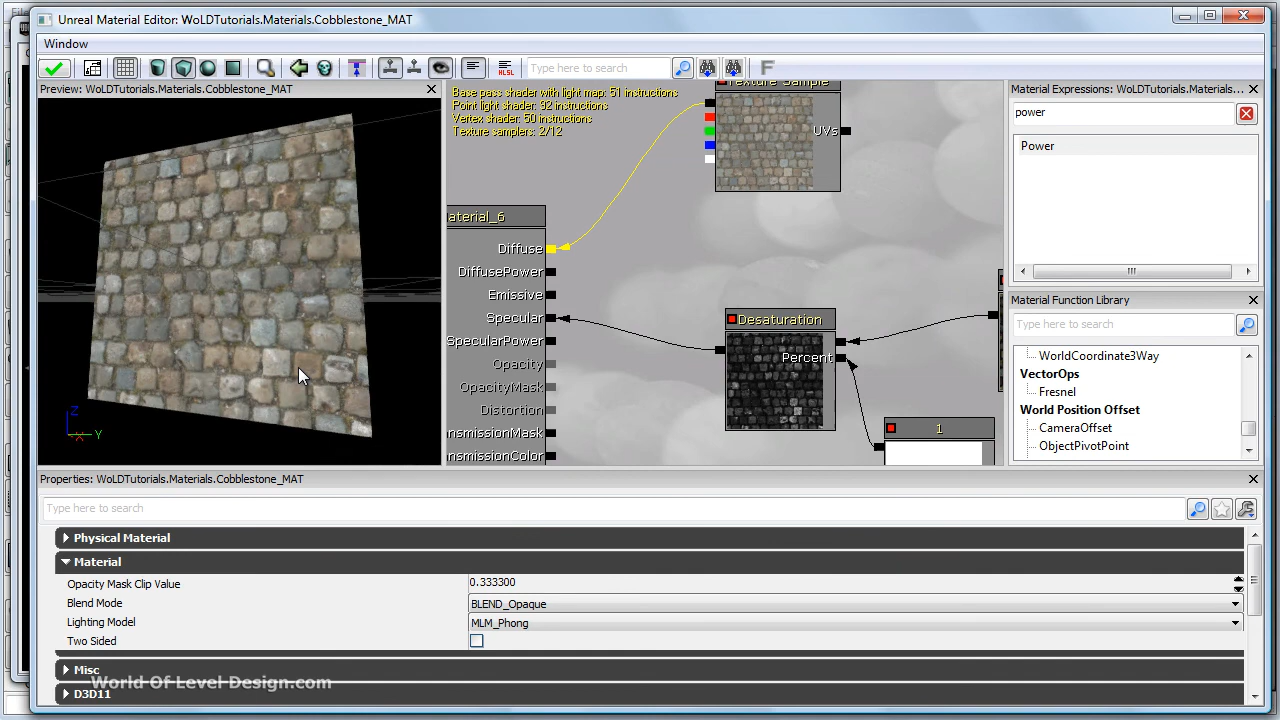 Unreal Material Editor: WoLDTutorials.Materials.Cobblestone_MAT
Window
HLSL
Type here to search
F
Preview: WoLDTutorials.Materials.Cobblestone_MAT
Z
Y
X
Base pass shader with light map: 51 instructions
Point light shader: 92 instructions
Vertex shader: 50 instructions
Texture samplers: 2/12
Texture Sample
UVs
aterial_6
Diffuse
DiffusePower
Emissive
Specular
SpecularPower
Opacity
OpacityMask
Distortion
nsmissionMask
nsmissionColor
Desaturation
Percent
1
Material Expressions: WoLDTutorials.Materials...
power
Power
Material Function Library
Type here to search
WorldCoordinate3Way
VectorOps
Fresnel
World Position Offset
CameraOffset
ObjectPivotPoint
Properties: WoLDTutorials.Materials.Cobblestone_MAT
Type here to search
Physical Material
Material
Opacity Mask Clip Value 0.333300
Blend Mode BLEND_Opaque
Lighting Model MLM_Phong
Two Sided
Misc
World-Of-Level-Design.com
D3D11